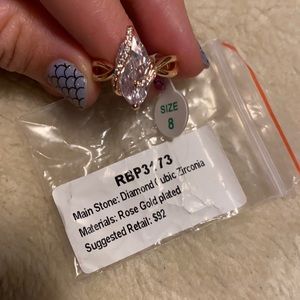 SIZE
8
RBP3173
Main Stone: Diamond Cubic Zirconia
Materials: Rose Gold plated
Suggested Retail: $92